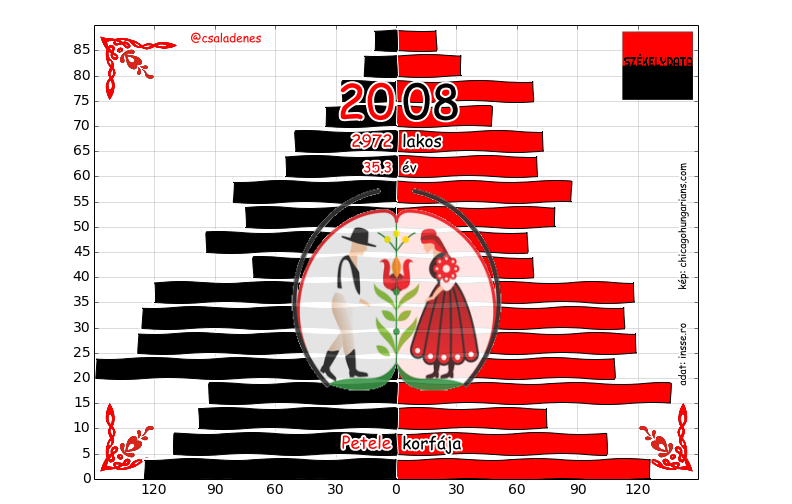 @csaladenes
SZÉKELYDATA
2008
2972 lakos
35.3 év
kép: chicagohungarians.com
adat: insse.ro
Petele korfája
85
80
75
70
65
60
55
50
45
40
35
30
25
20
15
10
5
0
120 90 60 30 0 30 60 90 120